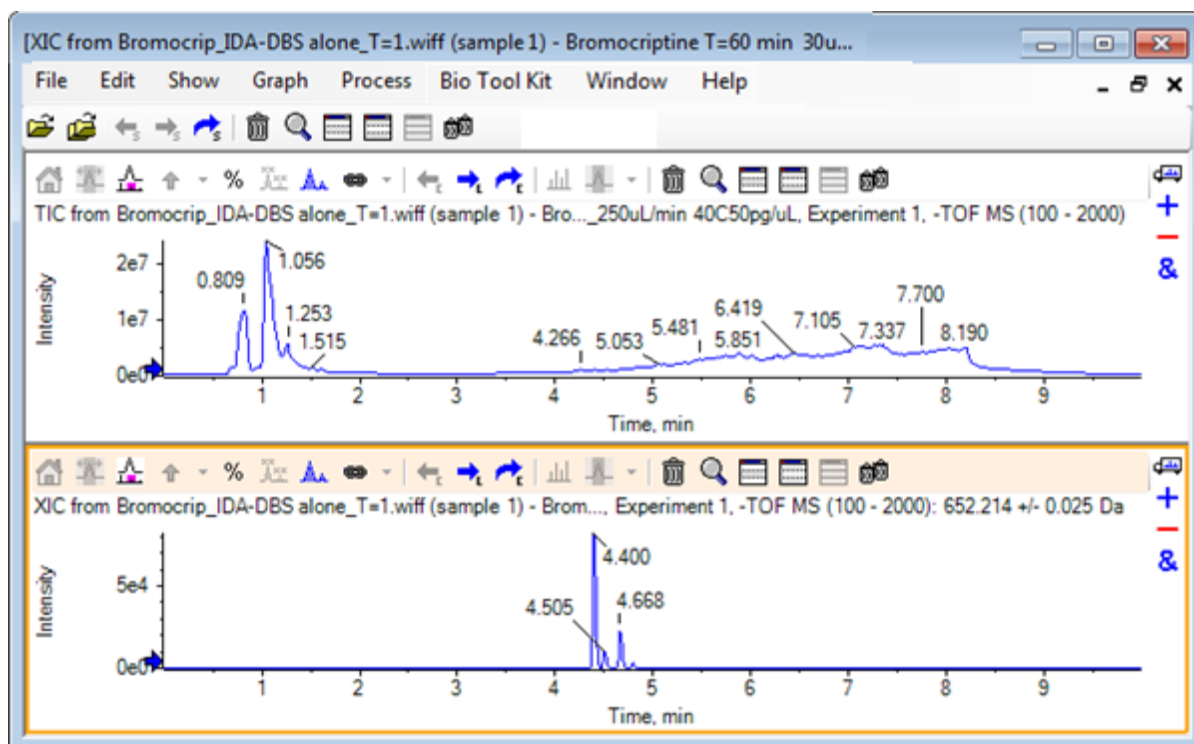 [XIC from Bromocrip_IDA-DBS alone_T=1.wiff (sample 1) - Bromocriptine T=60 min 30u...
File Edit Show Graph Process Bio Tool Kit Window Help
%
TIC from Bromocrip_IDA-DBS alone_T=1.wiff (sample 1) - Bro..._250uL/min 40C50pg/uL, Experiment 1, -TOF MS (100 - 2000)
Intensity
2e7
1e7
0e0
0.809
1.056
1.253
1.515
4.266
5.053
5.481
5.851
6.419
7.105
7.337
7.700
8.190
1 2 3 4 5 6 7 8 9
Time, min
+
&
%
XIC from Bromocrip_IDA-DBS alone_T=1.wiff (sample 1) - Brom..., Experiment 1, -TOF MS (100 - 2000): 652.214 +/- 0.025 Da
Intensity
5e4
0e0
4.400
4.505
4.668
1 2 3 4 5 6 7 8 9
Time, min
+
&